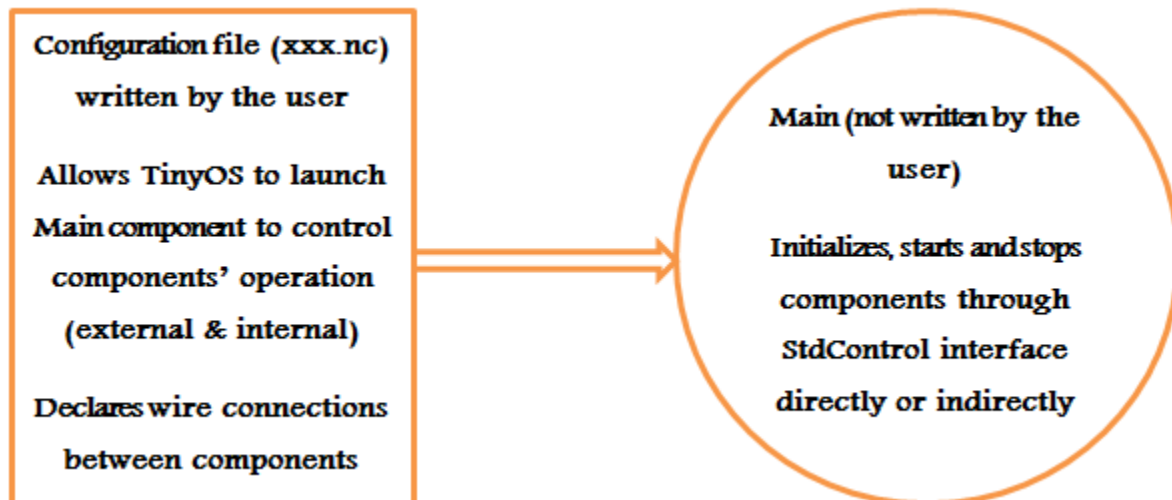 Configuration file (xxx.nc)
written by the user
Allows TinyOS to launch
Main component to control
components' operation
(external & internal)
Declares wire connections
between components
Main (not written by the
user)
Initializes, starts and stops
components through
StdControl interface
directly or indirectly